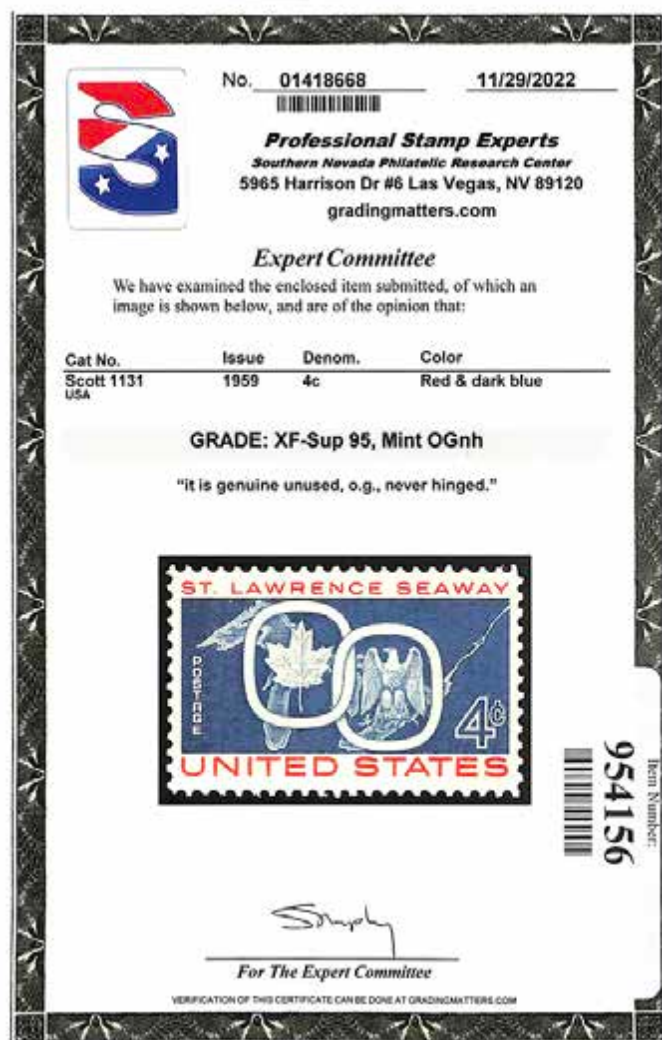 No. 01418668 11/29/2022
Professional Stamp Experts
Southern Nevada Philatelic Research Center
5965 Harrison Dr #6 Las Vegas, NV 89120
gradingmatters.com
Expert Committee
We have examined the enclosed item submitted, of which an
image is shown below, and are of the opinion that:
Cat No. Issue Denom. Color
Scott 1131 1959 4c Red & dark blue
USA
GRADE: XF-Sup 95, Mint OGnh
"it is genuine unused, o.g., never hinged."
ST. LAWRENCE SEAWAY
POSTAGE
4¢
UNITED STATES
Item Number:
954156
For The Expert Committee
VERIFICATION OF THIS CERTIFICATE CAN BE DONE AT GRADINGMATTERS.COM